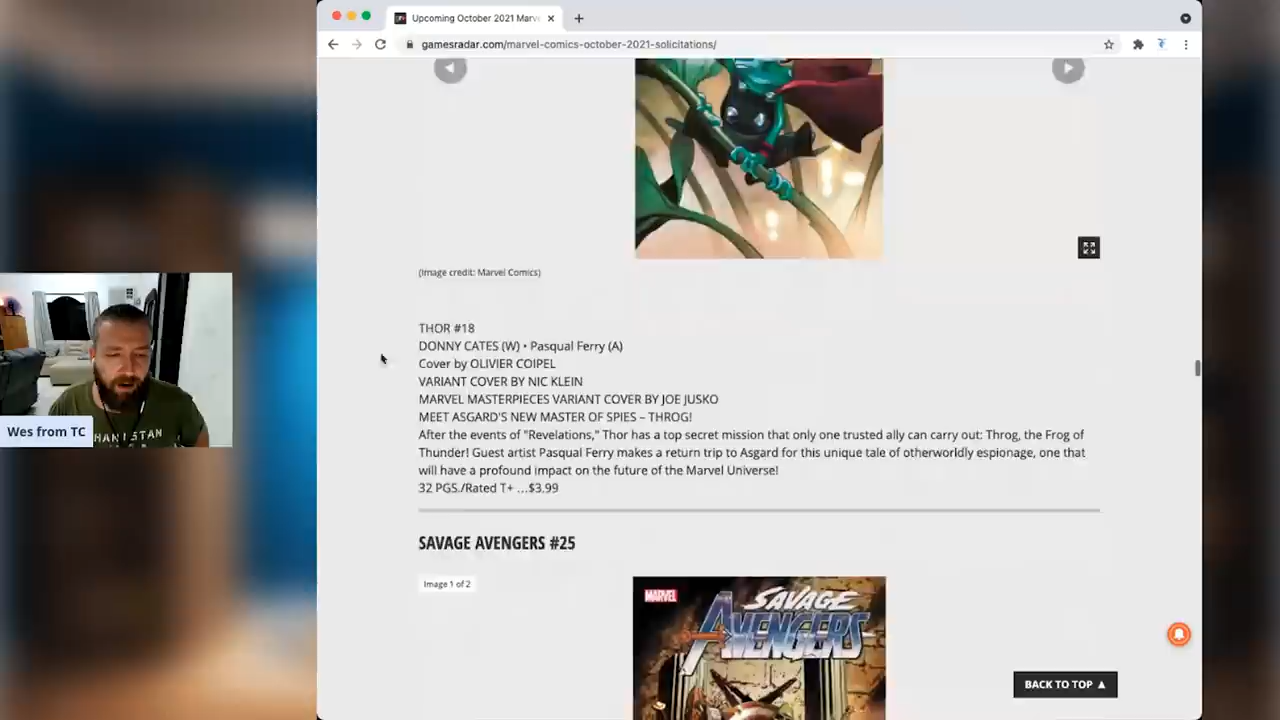 Upcoming October 2021 Marv
gamesradar.com/marvel-comics-october-2021-solicitations/
(Image credit: Marvel Comics)
THOR #18
DONNY CATES (W) • Pasqual Ferry (A)
Cover by OLIVIER COIPEL
VARIANT COVER BY NIC KLEIN
MARVEL MASTERPIECES VARIANT COVER BY JOE JUSKO
MEET ASGARD'S NEW MASTER OF SPIES – THROG!
After the events of "Revelations," Thor has a top secret mission that only one trusted ally can carry out: Throg, the Frog of
Thunder! Guest artist Pasqual Ferry makes a return trip to Asgard for this unique tale of otherworldly espionage, one that
will have a profound impact on the future of the Marvel Universe!
32 PGS./Rated T+ …$3.99
SAVAGE AVENGERS #25
Image 1 of 2
MARVEL
SAVAGE
AVENGERS
BACK TO TOP ▲
Wes from TC
HANISTAN